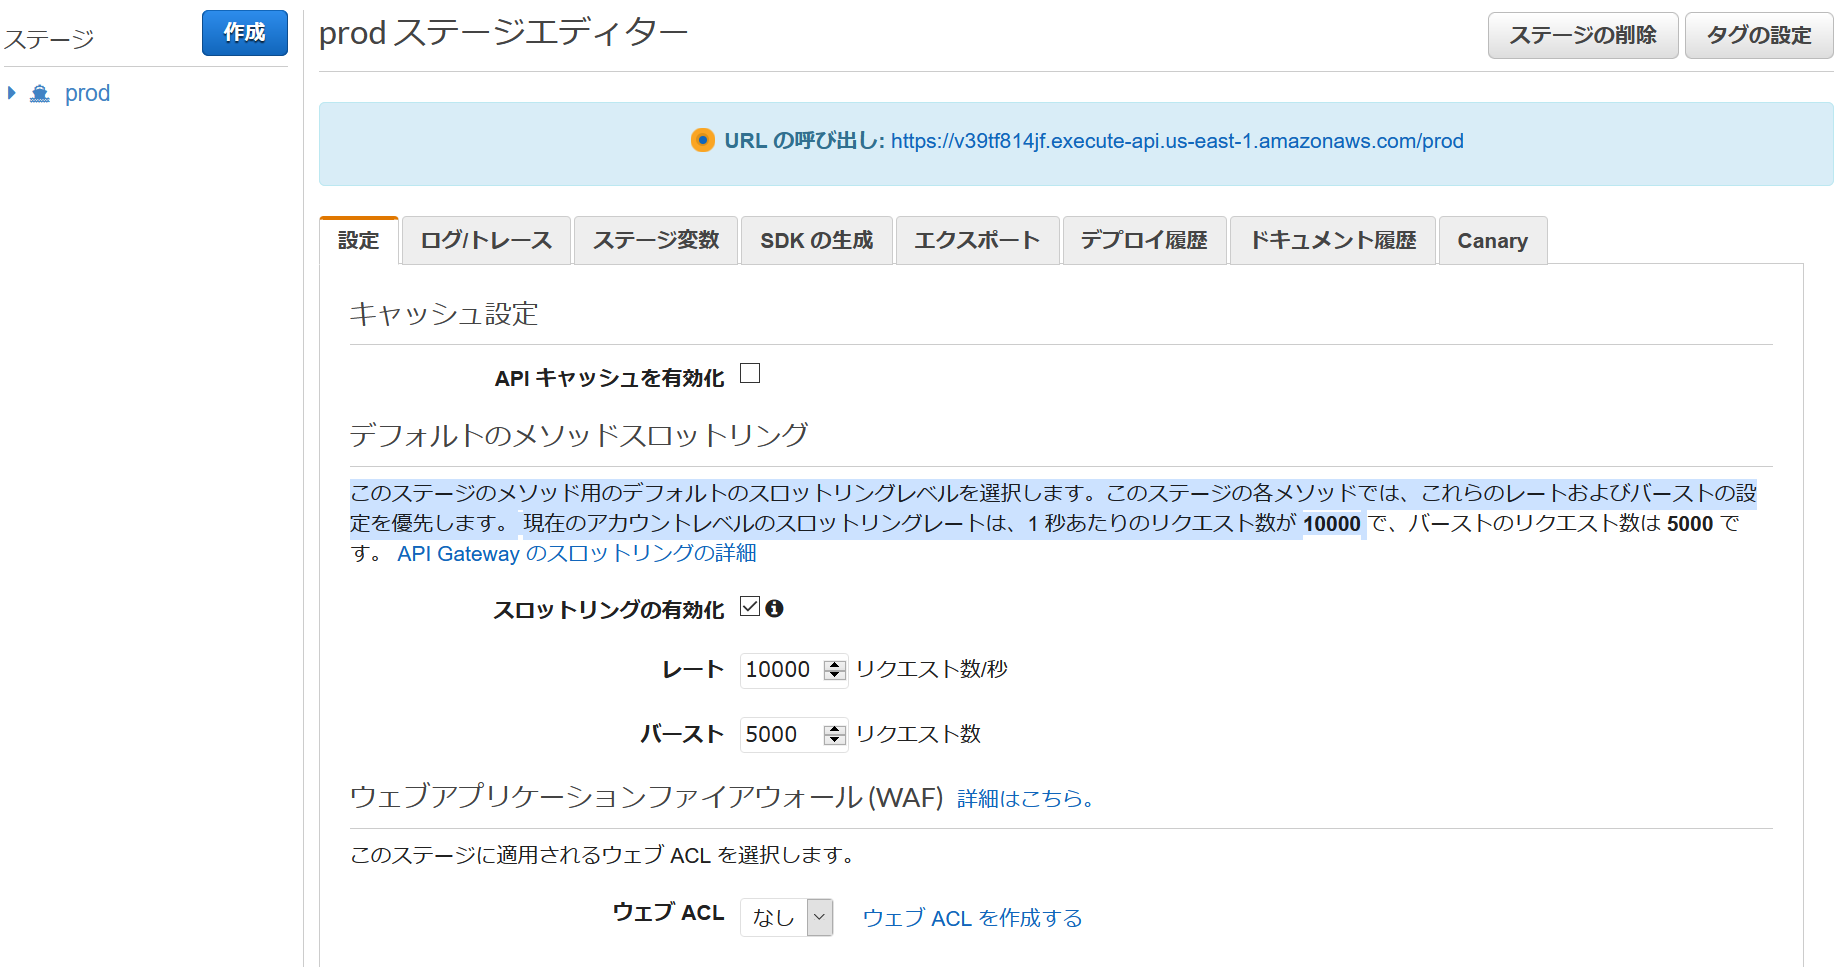 ステージ
作成
prod
prod ステージエディター
ステージの削除
タグの設定
URL の呼び出し: https://v39tf814jf.execute-api.us-east-1.amazonaws.com/prod
設定
ログ/トレース
ステージ変数
SDK の生成
エクスポート
デプロイ履歴
ドキュメント履歴
Canary
キャッシュ設定
API キャッシュを有効化
デフォルトのメソッドスロットリング
このステージのメソッド用のデフォルトのスロットリングレベルを選択します。このステージの各メソッドでは、これらのレートおよびバーストの設
定を優先します。 現在のアカウントレベルのスロットリングレートは、1 秒あたりのリクエスト数が 10000 で、バーストのリクエスト数は 5000 で
す。 API Gateway のスロットリングの詳細
スロットリングの有効化
レート 10000 リクエスト数/秒
バースト 5000 リクエスト数
ウェブアプリケーションファイアウォール (WAF) 詳細はこちら。
このステージに適用されるウェブ ACL を選択します。
ウェブ ACL なし ウェブ ACL を作成する